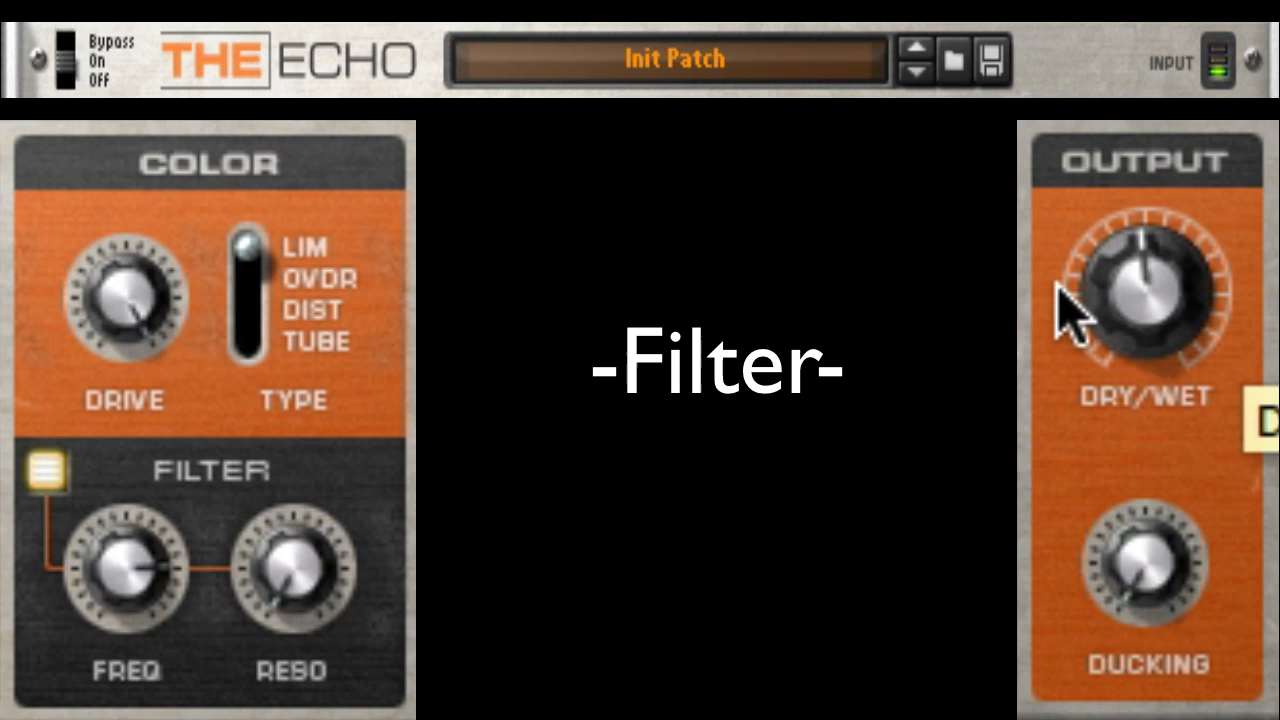 Bypass
On
Off
THE ECHO
Init Patch
INPUT
COLOR
LIM
OVDR
DIST
TUBE
DRIVE
TYPE
FILTER
FREQ
RESO
-Filter-
OUTPUT
DRY/WET
D
DUCKING